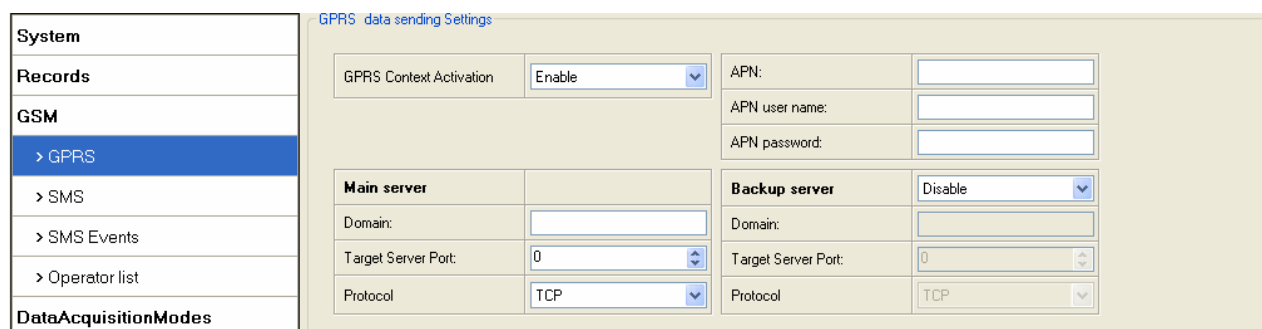 System
Records
GSM
> GPRS
> SMS
> SMS Events
> Operator list
DataAcquisitionModes
GPRS data sending Settings
GPRS Context Activation Enable
APN:
APN user name:
APN password:
Main server
Domain:
Target Server Port: 0
Protocol TCP
Backup server Disable
Domain:
Target Server Port: 0
Protocol TCP